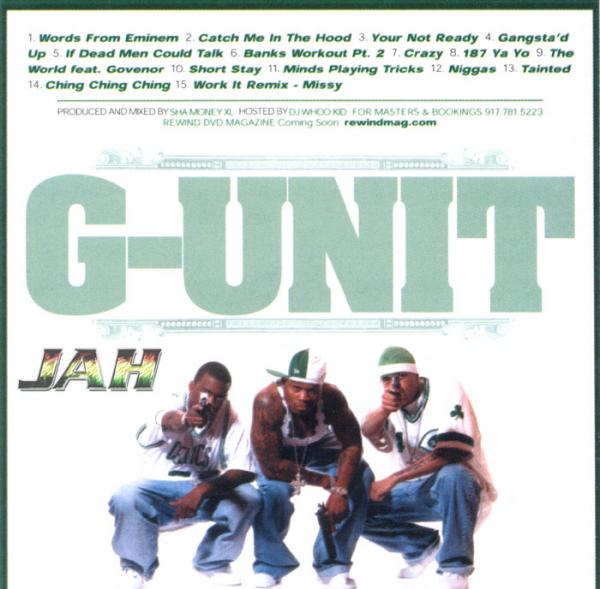 1. Words From Eminem 2. Catch Me In The Hood 3. Your Not Ready 4. Gangsta'd
Up 5. If Dead Men Could Talk 6. Banks Workout Pt. 2 7. Crazy 8. 187 Ya Yo 9. The
World feat. Govenor 10. Short Stay 11. Minds Playing Tricks 12. Niggas 13. Tainted
14. Ching Ching Ching 15. Work It Remix - Missy
PRODUCED AND MIXED BY SHA MONEY XL HOSTED BY DJ WHOO KID FOR MASTERS & BOOKINGS 917.781.5223
REWIND DVD MAGAZINE Coming Soon rewindmag.com
G-UNIT
JAH
CELTICS